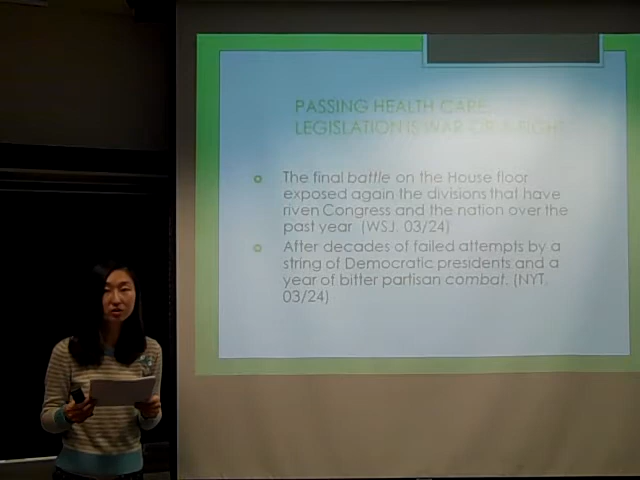 PASSING HEALTH CARE
LEGISLATION IS WAR OR A FIGHT
The final battle on the House floor
exposed again the divisions that have
riven Congress and the nation over the
past year (WSJ, 03/24)
After decades of failed attempts by a
string of Democratic presidents and a
year of bitter partisan combat. (NYT,
03/24)